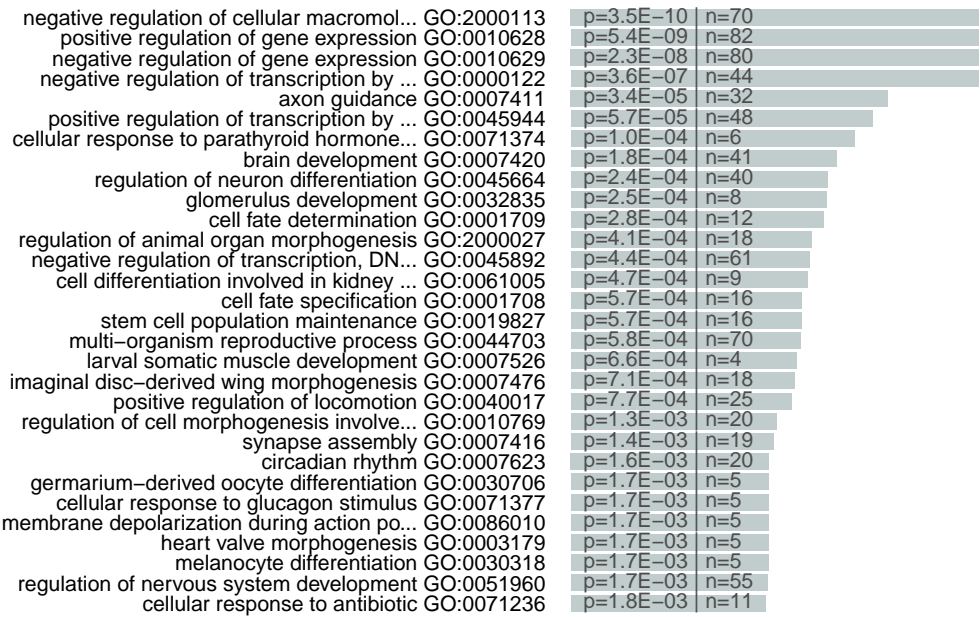 negative regulation of cellular macromol... GO:2000113 p=3.5E−10 n=70
positive regulation of gene expression GO:0010628 p=5.4E−09 n=82
negative regulation of gene expression GO:0010629 p=2.3E−08 n=80
negative regulation of transcription by ... GO:0000122 p=3.6E−07 n=44
axon guidance GO:0007411 p=3.4E−05 n=32
positive regulation of transcription by ... GO:0045944 p=5.7E−05 n=48
cellular response to parathyroid hormone... GO:0071374 p=1.0E−04 n=6
brain development GO:0007420 p=1.8E−04 n=41
regulation of neuron differentiation GO:0045664 p=2.4E−04 n=40
glomerulus development GO:0032835 p=2.5E−04 n=8
cell fate determination GO:0001709 p=2.8E−04 n=12
regulation of animal organ morphogenesis GO:2000027 p=4.1E−04 n=18
negative regulation of transcription, DN... GO:0045892 p=4.4E−04 n=61
cell differentiation involved in kidney ... GO:0061005 p=4.7E−04 n=9
cell fate specification GO:0001708 p=5.7E−04 n=16
stem cell population maintenance GO:0019827 p=5.7E−04 n=16
multi−organism reproductive process GO:0044703 p=5.8E−04 n=70
larval somatic muscle development GO:0007526 p=6.6E−04 n=4
imaginal disc−derived wing morphogenesis GO:0007476 p=7.1E−04 n=18
positive regulation of locomotion GO:0040017 p=7.7E−04 n=25
regulation of cell morphogenesis involve... GO:0010769 p=1.3E−03 n=20
synapse assembly GO:0007416 p=1.4E−03 n=19
circadian rhythm GO:0007623 p=1.6E−03 n=20
germarium−derived oocyte differentiation GO:0030706 p=1.7E−03 n=5
cellular response to glucagon stimulus GO:0071377 p=1.7E−03 n=5
membrane depolarization during action po... GO:0086010 p=1.7E−03 n=5
heart valve morphogenesis GO:0003179 p=1.7E−03 n=5
melanocyte differentiation GO:0030318 p=1.7E−03 n=5
regulation of nervous system development GO:0051960 p=1.7E−03 n=55
cellular response to antibiotic GO:0071236 p=1.8E−03 n=11